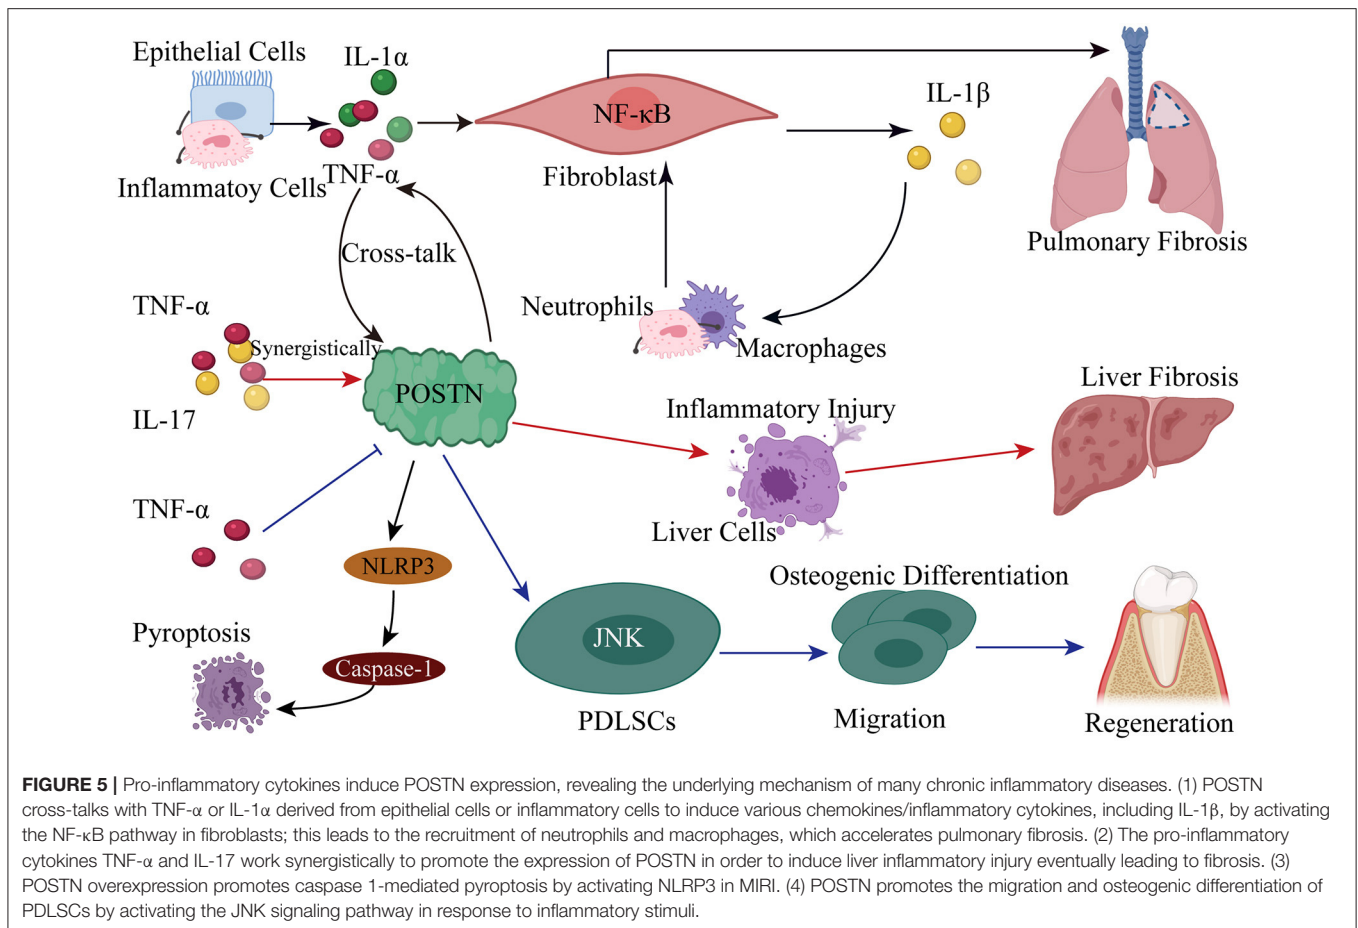 Epithelial Cells
IL-1α
NF-κB
IL-1β
Inflammatoy Cells
TNF-α
Fibroblast
Pulmonary Fibrosis
Cross-talk
TNF-α
Neutrophils
Macrophages
Synergistically
POSTN
IL-17
Inflammatory Injury
Liver Fibrosis
TNF-α
Liver Cells
NLRP3
Osteogenic Differentiation
Pyroptosis
JNK
Caspase-1
PDLSCs
Migration
Regeneration
FIGURE 5 | Pro-inflammatory cytokines induce POSTN expression, revealing the underlying mechanism of many chronic inflammatory diseases. (1) POSTN
cross-talks with TNF-α or IL-1α derived from epithelial cells or inflammatory cells to induce various chemokines/inflammatory cytokines, including IL-1β, by activating
the NF-κB pathway in fibroblasts; this leads to the recruitment of neutrophils and macrophages, which accelerates pulmonary fibrosis. (2) The pro-inflammatory
cytokines TNF-α and IL-17 work synergistically to promote the expression of POSTN in order to induce liver inflammatory injury eventually leading to fibrosis. (3)
POSTN overexpression promotes caspase 1-mediated pyroptosis by activating NLRP3 in MIRI. (4) POSTN promotes the migration and osteogenic differentiation of
PDLSCs by activating the JNK signaling pathway in response to inflammatory stimuli.